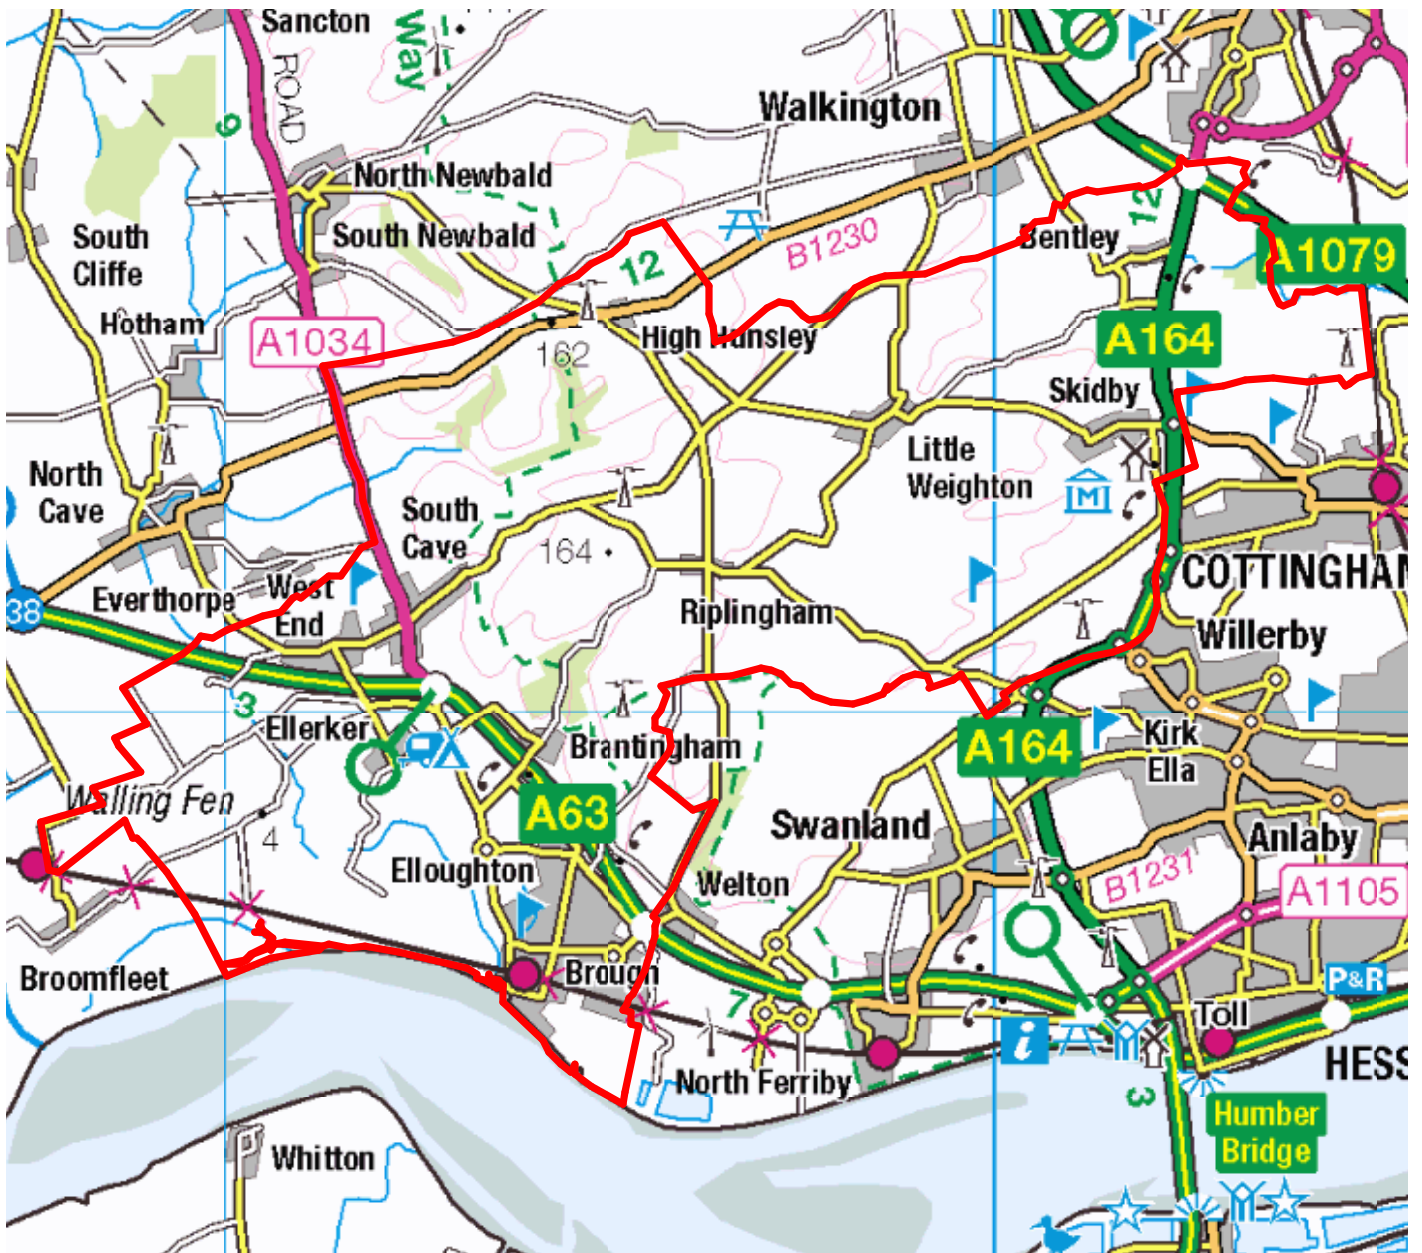 Sancton
Way
ROAD
Walkington
9
North Newbald
South
Cliffe
South Newbald
12
B1230
12
Bentley
A1079
Hotham
A1034
162
High Hunsley
A164
Skidby
North
Cave
South
Cave
Little
Weighton
M
164
COTTINGHAM
38
Everthorpe
West
End
Riplingham
Willerby
3
Ellerker
Brantingham
A164
Kirk
Ella
Walling Fen
4
A63
Swanland
Anlaby
Elloughton
Welton
B1231
A1105
Broomfleet
Brough
7
P&R
i
Toll
North Ferriby
HESS
3
Humber
Bridge
Whitton